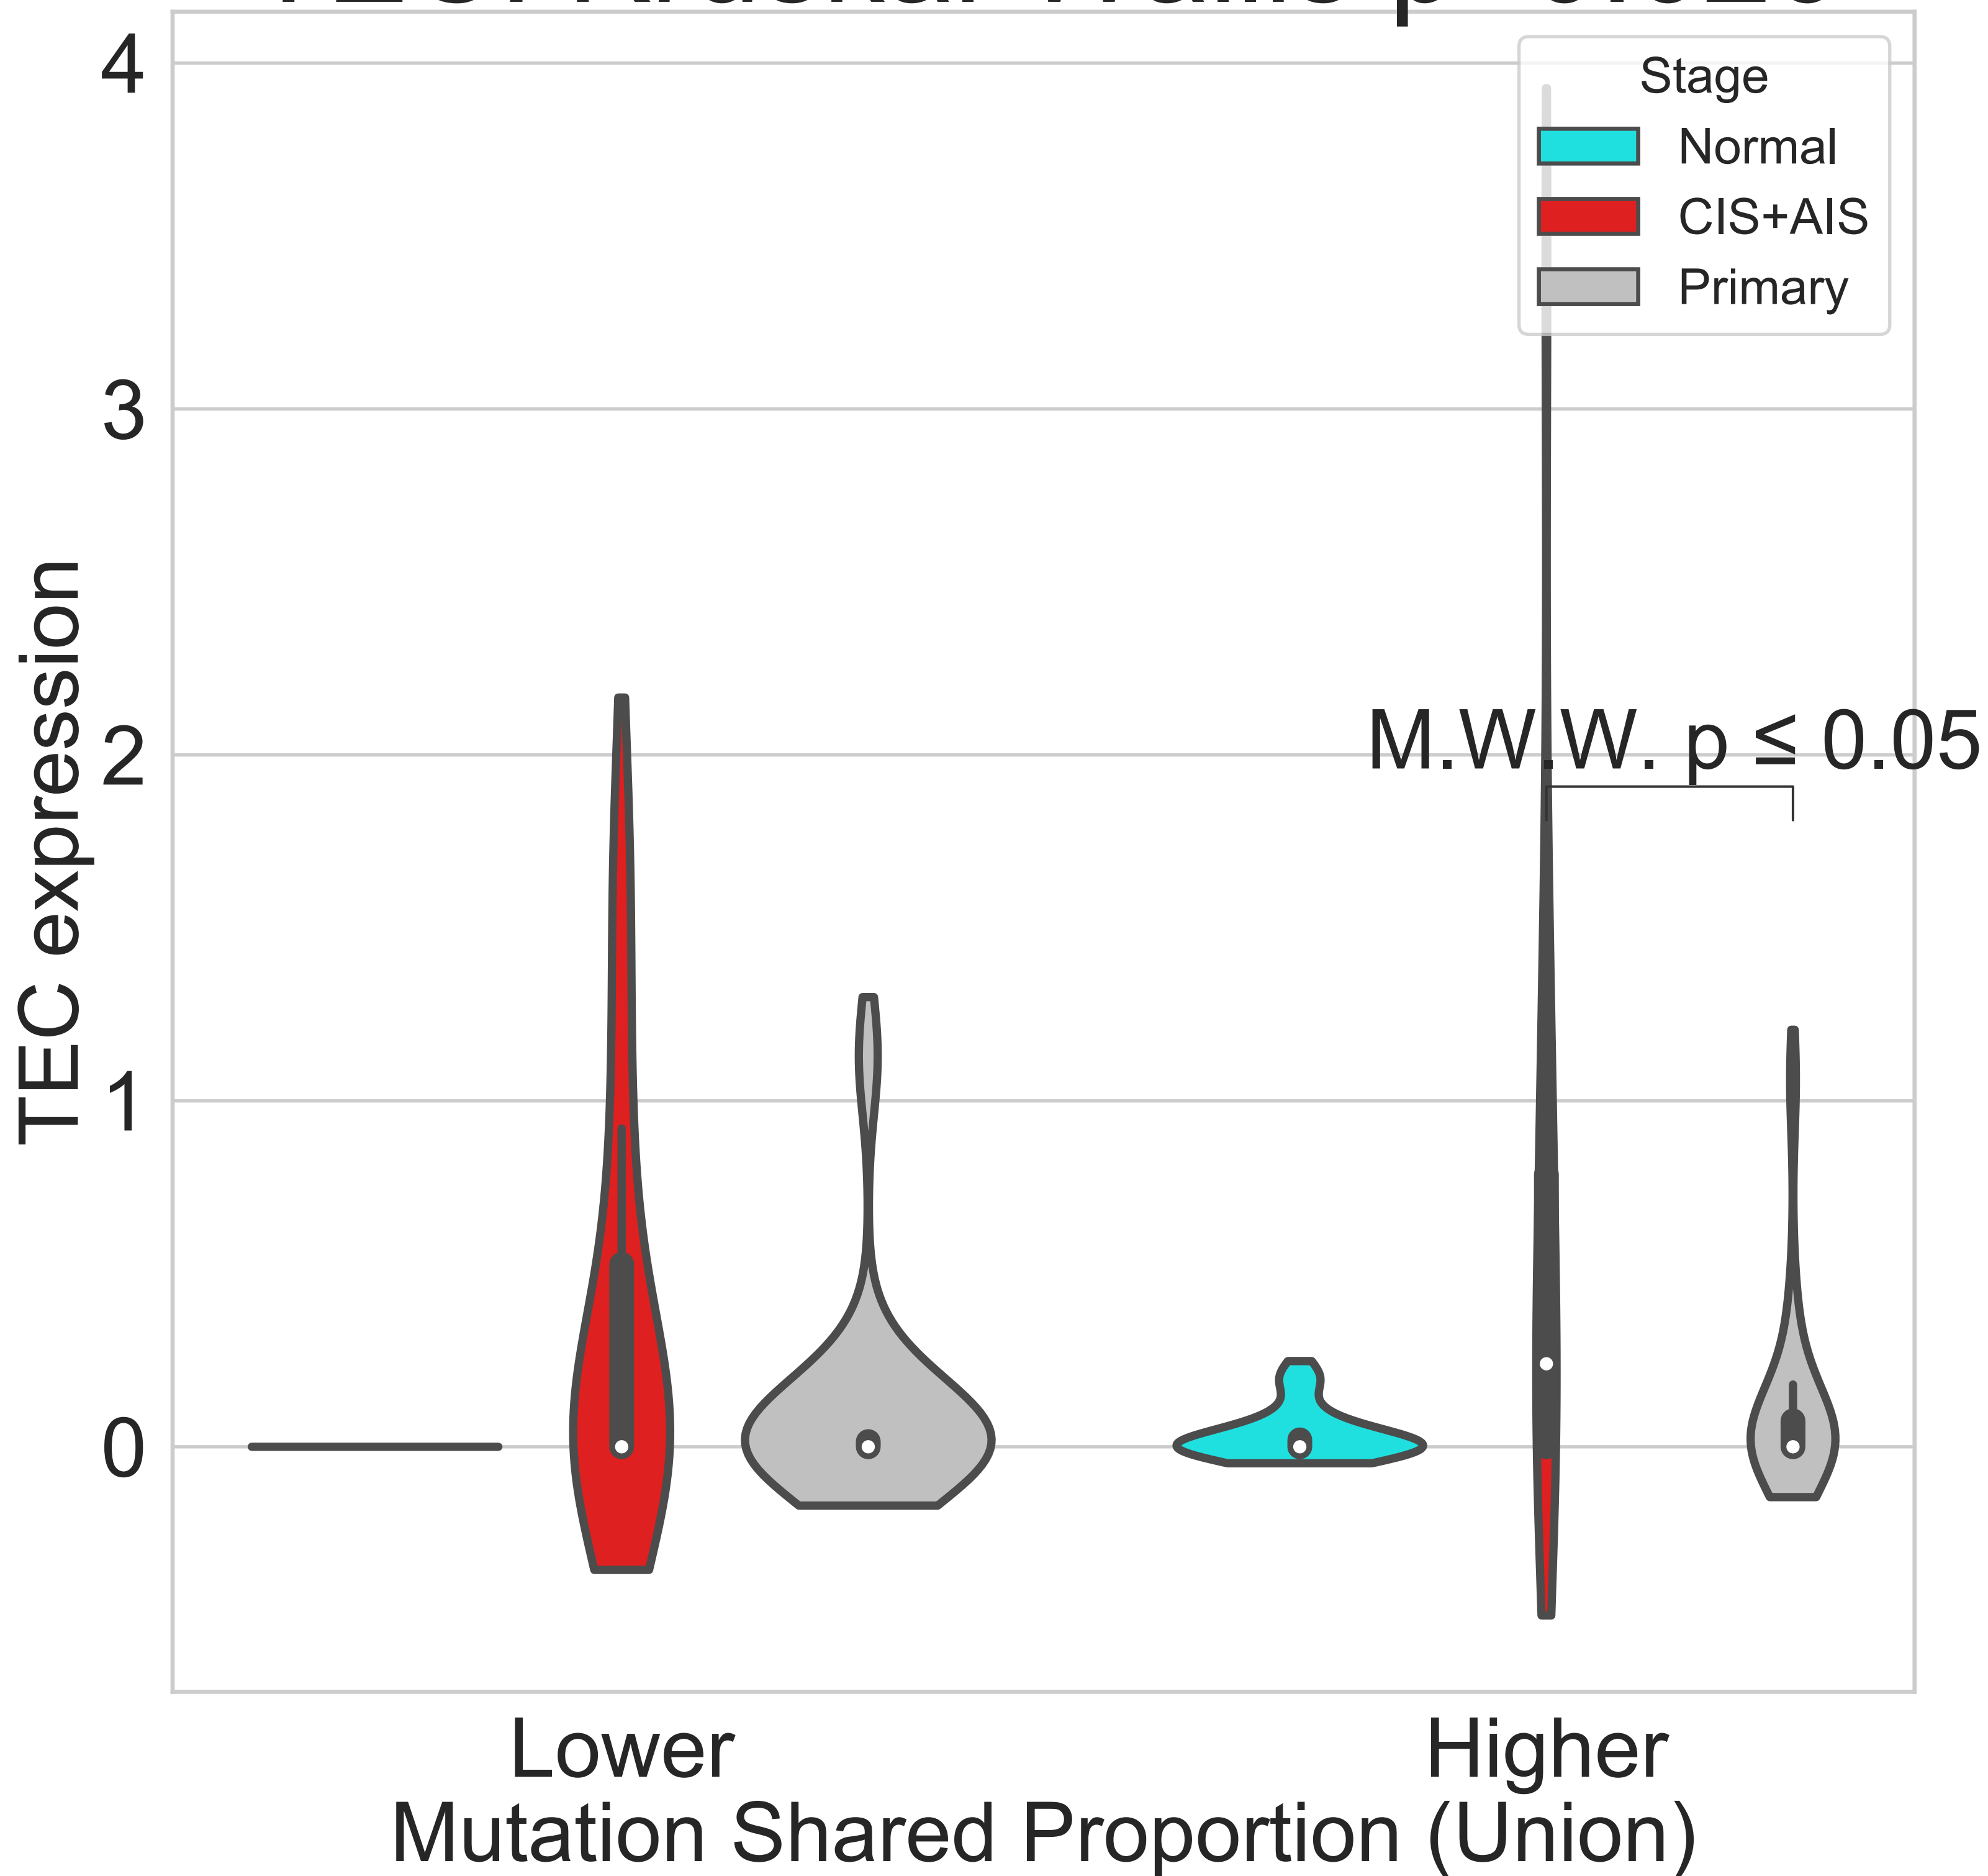 4
3
2
1
0
TEC expression
Stage
Normal
CIS+AIS
Primary
M.W.W. p ≤ 0.05
Lower
Higher
Mutation Shared Proportion (Union)